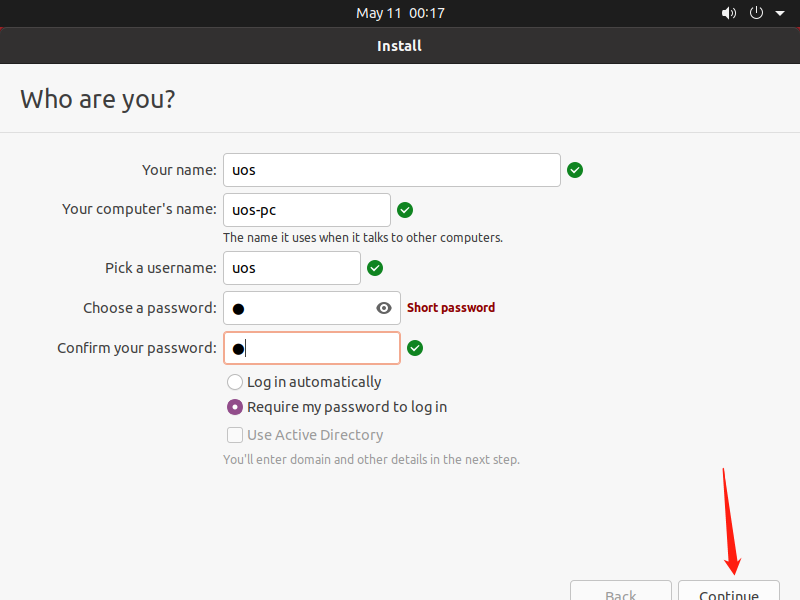 May 11 00:17
Install
Who are you?
Your name: uos
Your computer's name: uos-pc
The name it uses when it talks to other computers.
Pick a username: uos
Choose a password: ● Short password
Confirm your password: ●
Log in automatically
Require my password to log in
Use Active Directory
You'll enter domain and other details in the next step.
Back Continue